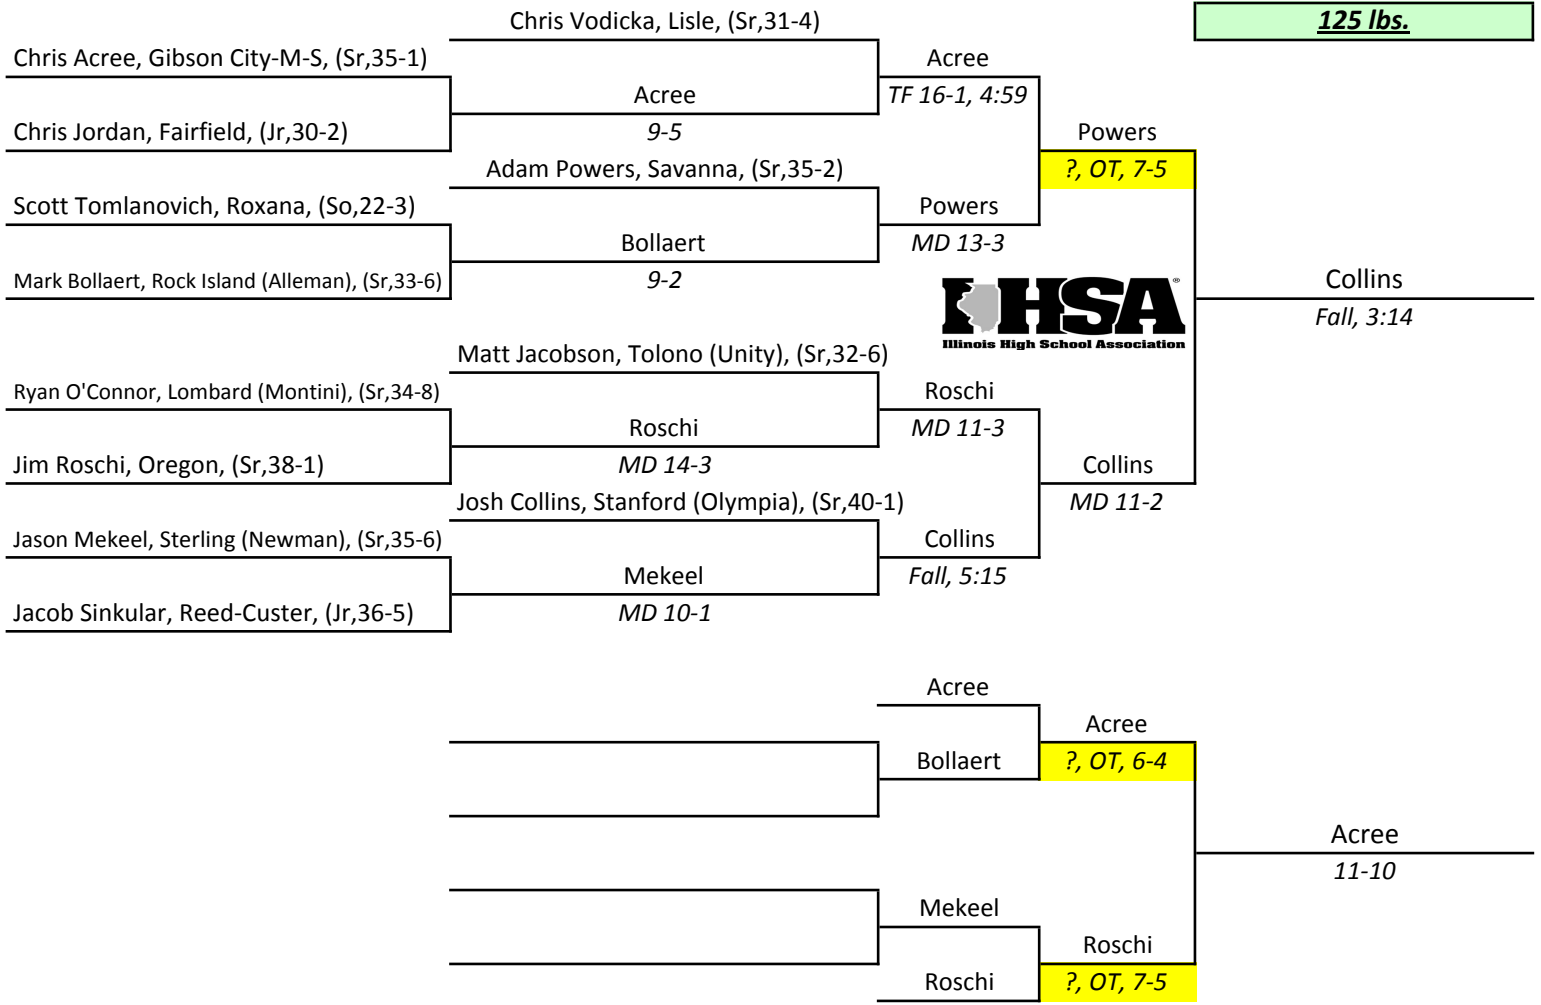 Chris Vodicka, Lisle, (Sr,31-4)
125 lbs.
Chris Acree, Gibson City-M-S, (Sr,35-1)
Acree
Acree
TF 16-1, 4:59
Chris Jordan, Fairfield, (Jr,30-2)
9-5
Powers
Adam Powers, Savanna, (Sr,35-2)
?, OT, 7-5
Scott Tomlanovich, Roxana, (So,22-3)
Powers
Bollaert
MD 13-3
Mark Bollaert, Rock Island (Alleman), (Sr,33-6)
9-2
Collins
Fall, 3:14
IHSA®
Illinois High School Association
Matt Jacobson, Tolono (Unity), (Sr,32-6)
Ryan O'Connor, Lombard (Montini), (Sr,34-8)
Roschi
Roschi
MD 11-3
Jim Roschi, Oregon, (Sr,38-1)
MD 14-3
Collins
Josh Collins, Stanford (Olympia), (Sr,40-1)
MD 11-2
Jason Mekeel, Sterling (Newman), (Sr,35-6)
Collins
Mekeel
Fall, 5:15
Jacob Sinkular, Reed-Custer, (Jr,36-5)
MD 10-1
Acree
Acree
Bollaert
?, OT, 6-4
Acree
11-10
Mekeel
Roschi
Roschi
?, OT, 7-5